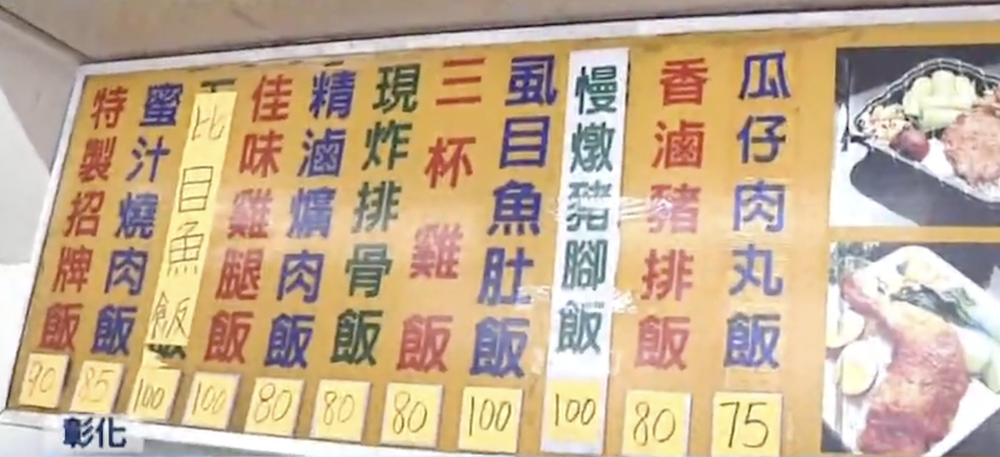 特製招牌飯
蜜汁燒肉飯
比目魚飯
佳味雞腿飯
精滷爌肉飯
現炸排骨飯
三杯雞飯
虱目魚肚飯
慢燉豬腳飯
香滷豬排飯
瓜仔肉丸飯
90 85 100 100 80 80 80 100 100 80 75
彰化